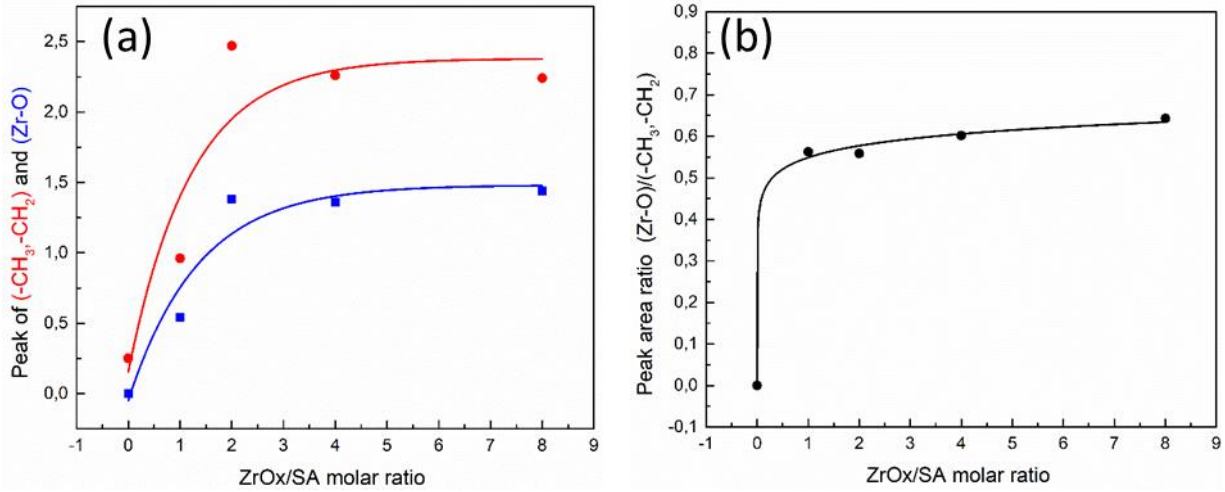 (a)
Peak of (-CH3,-CH2) and (Zr-O)
2,5
2,0
1,5
1,0
0,5
0,0
-1 0 1 2 3 4 5 6 7 8 9
ZrOx/SA molar ratio
(b)
Peak area ratio (Zr-O)/(-CH3,-CH2)
0,9
0,8
0,7
0,6
0,5
0,4
0,3
0,2
0,1
0,0
-0,1
-1 0 1 2 3 4 5 6 7 8 9
ZrOx/SA molar ratio